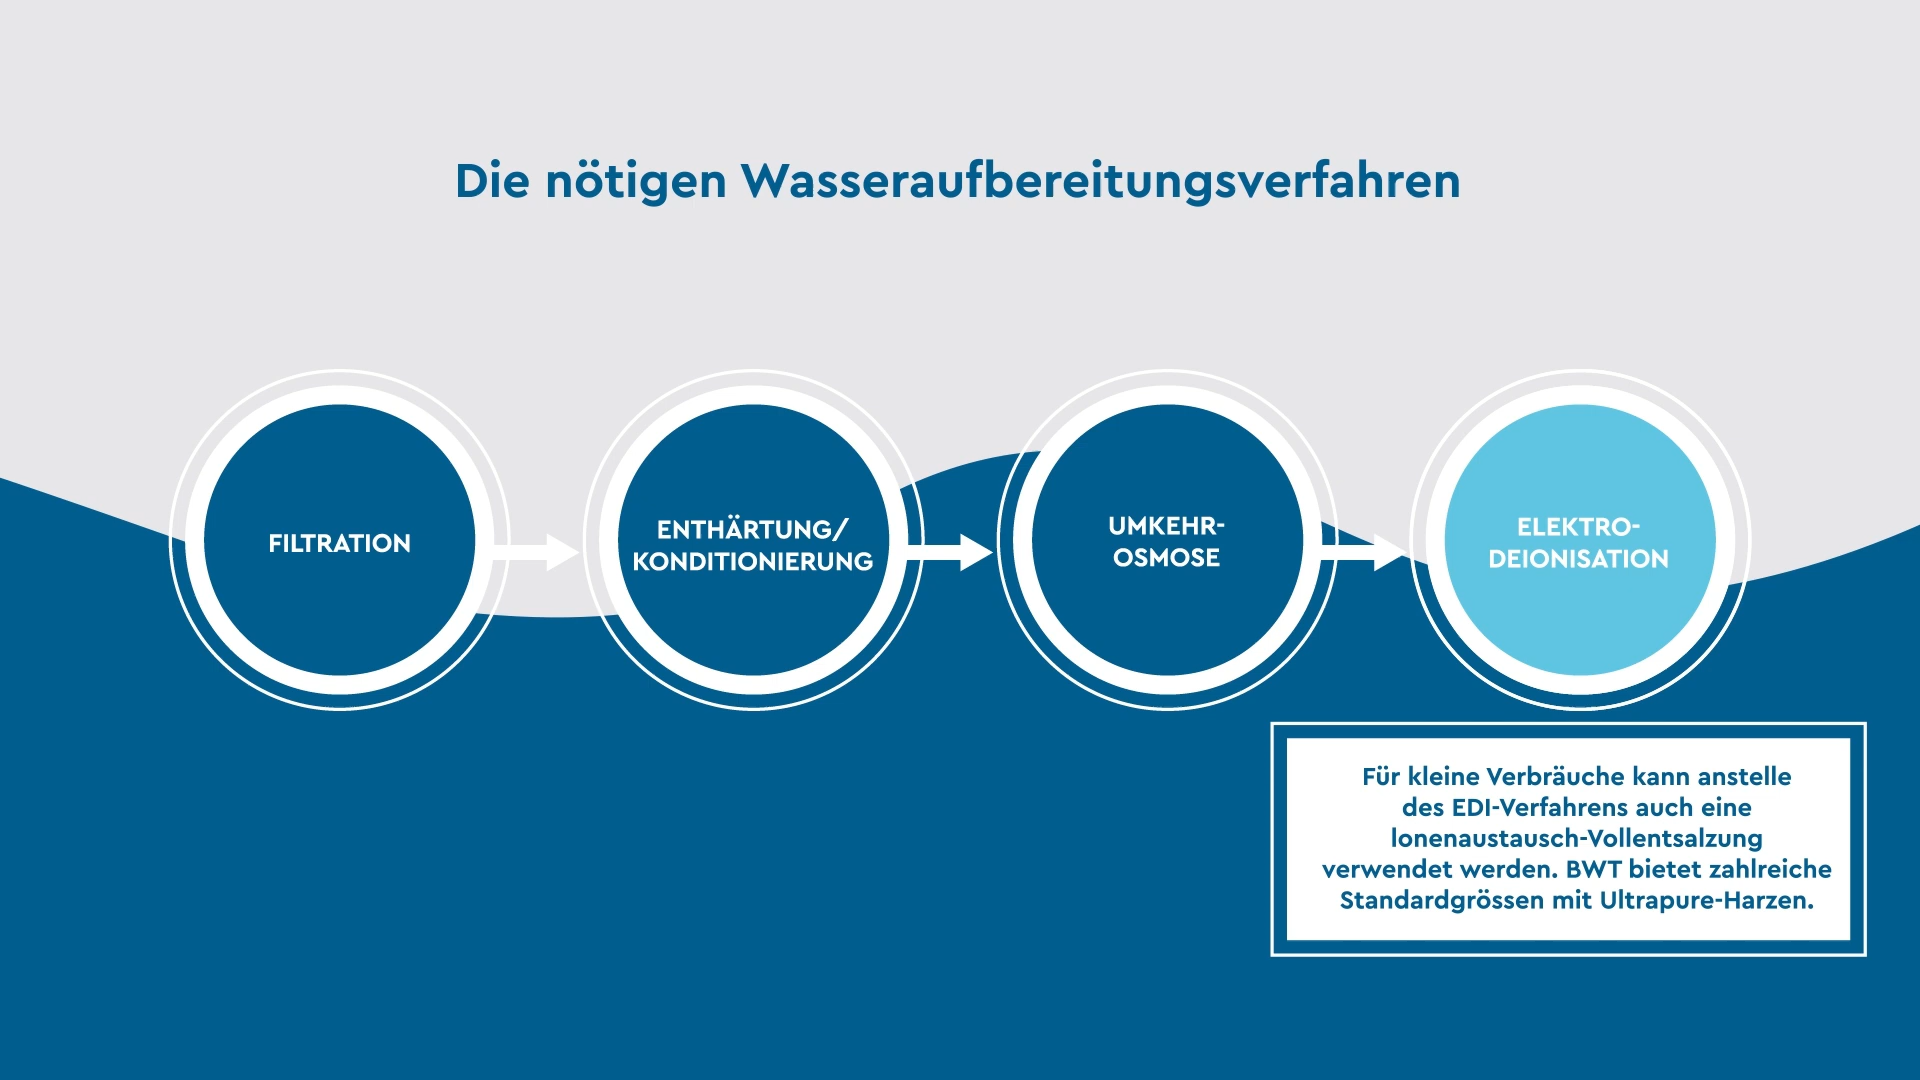 Die nötigen Wasseraufbereitungsverfahren
FILTRATION
ENTHÄRTUNG/
KONDITIONIERUNG
UMKEHR-
OSMOSE
ELEKTRO-
DEIONISATION
Für kleine Verbräuche kann anstelle
des EDI-Verfahrens auch eine
Ionenaustausch-Vollentsalzung
verwendet werden. BWT bietet zahlreiche
Standardgrössen mit Ultrapure-Harzen.